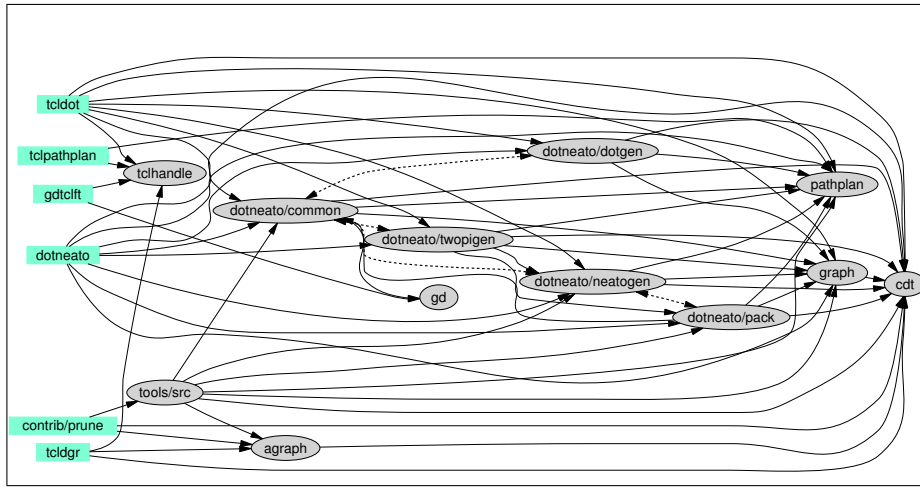 tcldot
tclpathplan
gdtclft
dotneato
contrib/prune
tcldgr
tclhandle
tools/src
dotneato/common
agraph
dotneato/twopigen
gd
dotneato/dotgen
dotneato/neatogen
dotneato/pack
pathplan
graph
cdt